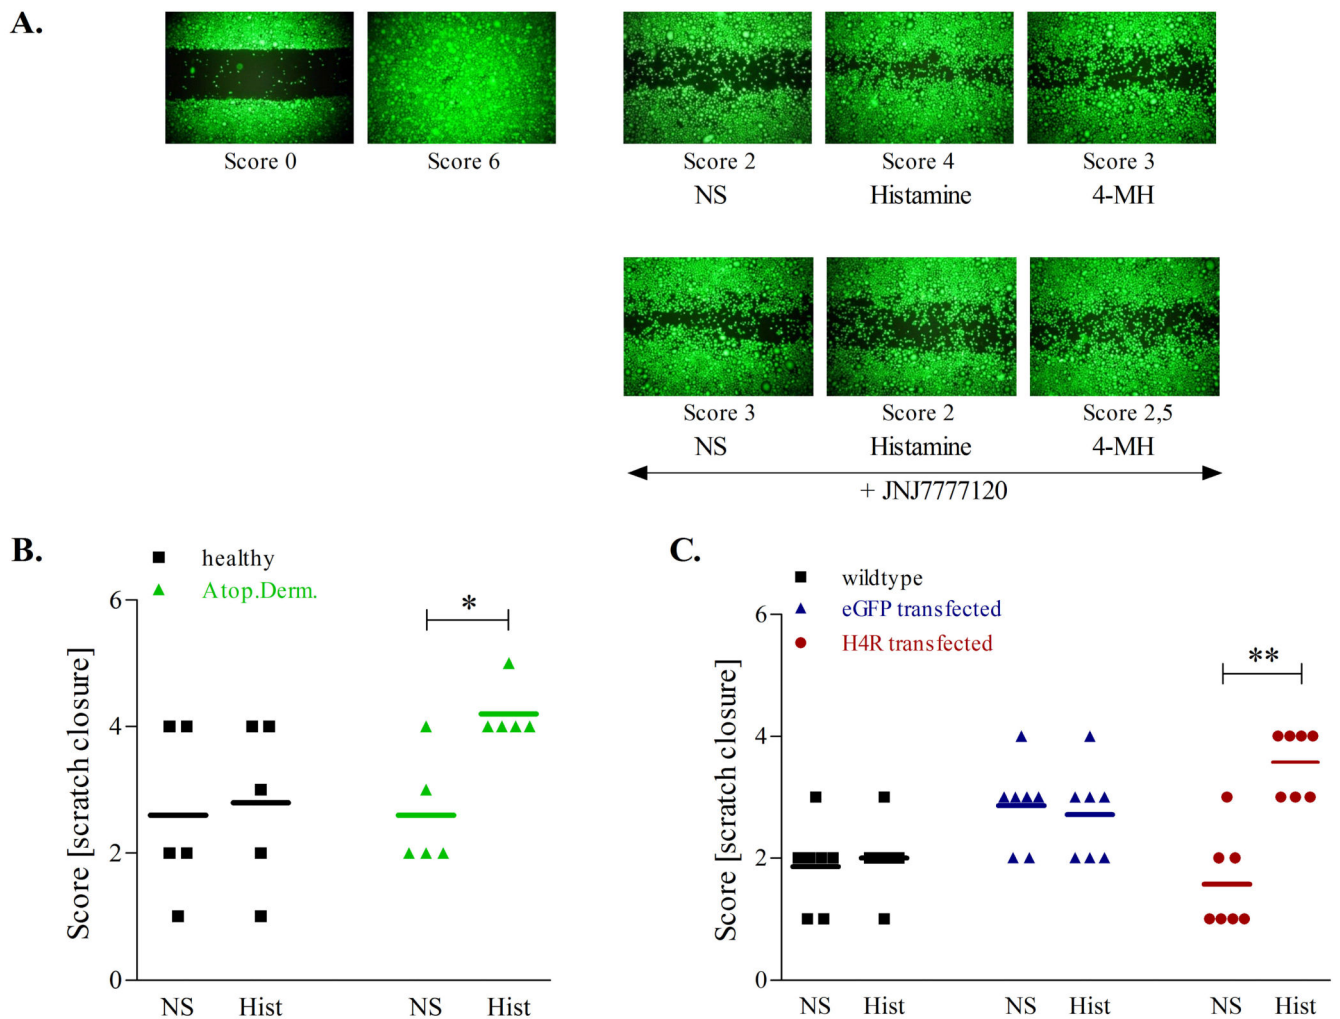 A.
Score 0
Score 6
Score 2
Score 4
Score 3
NS
Histamine
4-MH
Score 3
Score 2
Score 2,5
NS
Histamine
4-MH
+ JNJ7777120
B.
healthy
Atop.Derm.
Score [scratch closure]
6
4
2
0
*
NS
Hist
NS
Hist
C.
wildtype
eGFP transfected
H4R transfected
Score [scratch closure]
6
4
2
0
**
NS
Hist
NS
Hist
NS
Hist